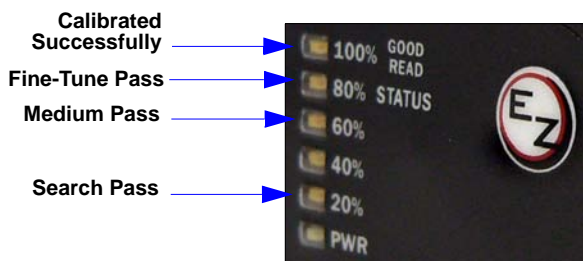 Calibrated
Successfully
Fine-Tune Pass
Medium Pass
Search Pass
100% GOOD
READ
80% STATUS
60%
40%
20%
PWR
EZ